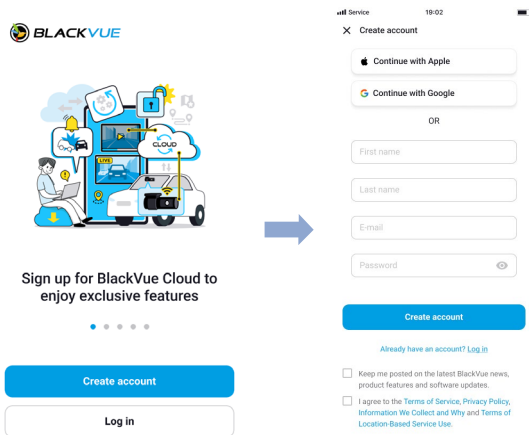 BLACKVUE
CLOUD
LIVE
Sign up for BlackVue Cloud to
enjoy exclusive features
Create account
Log in
Service 19:02
Create account
Continue with Apple
Continue with Google
OR
First name
Last name
E-mail
Password
Create account
Already have an account? Log in
Keep me posted on the latest BlackVue news,
product features and software updates.
I agree to the Terms of Service, Privacy Policy,
Information We Collect and Why and Terms of
Location-Based Service Use.